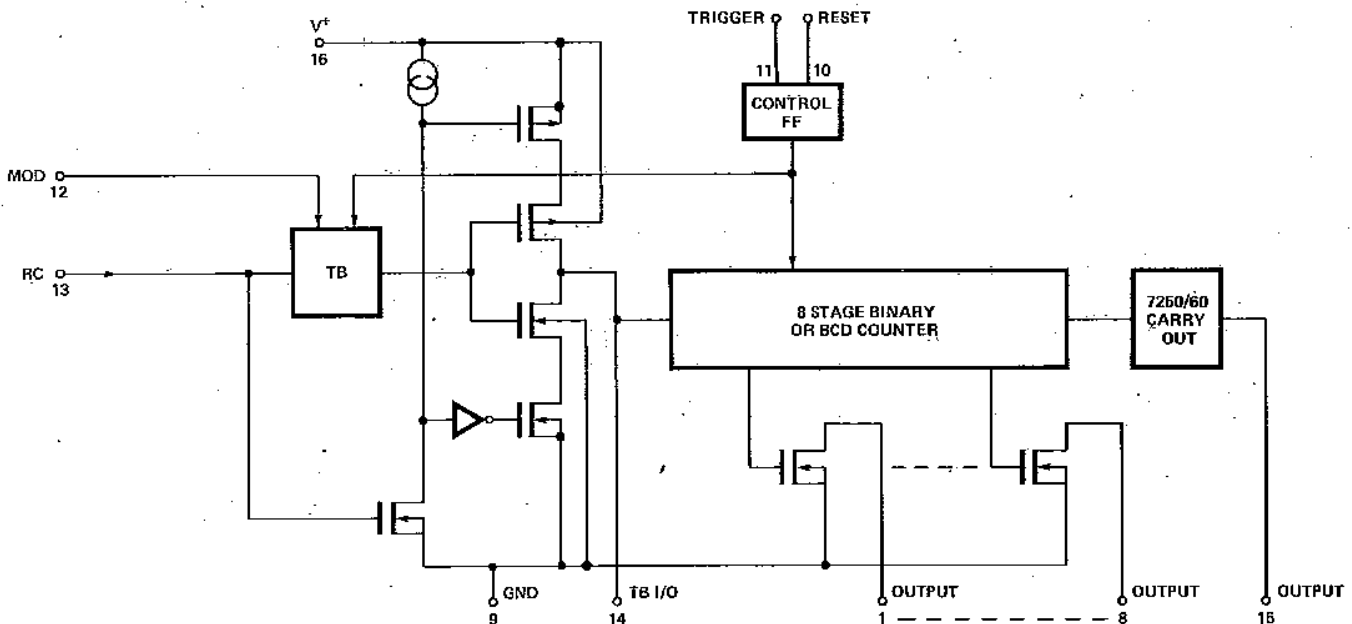 TRIGGER RESET
V+
16
11 10
CONTROL
FF
MOD
12
RC
13
TB
8 STAGE BINARY
OR BCD COUNTER
7260/60
CARRY
OUT
GND
9
TB I/O
14
OUTPUT
1
OUTPUT
8
OUTPUT
15